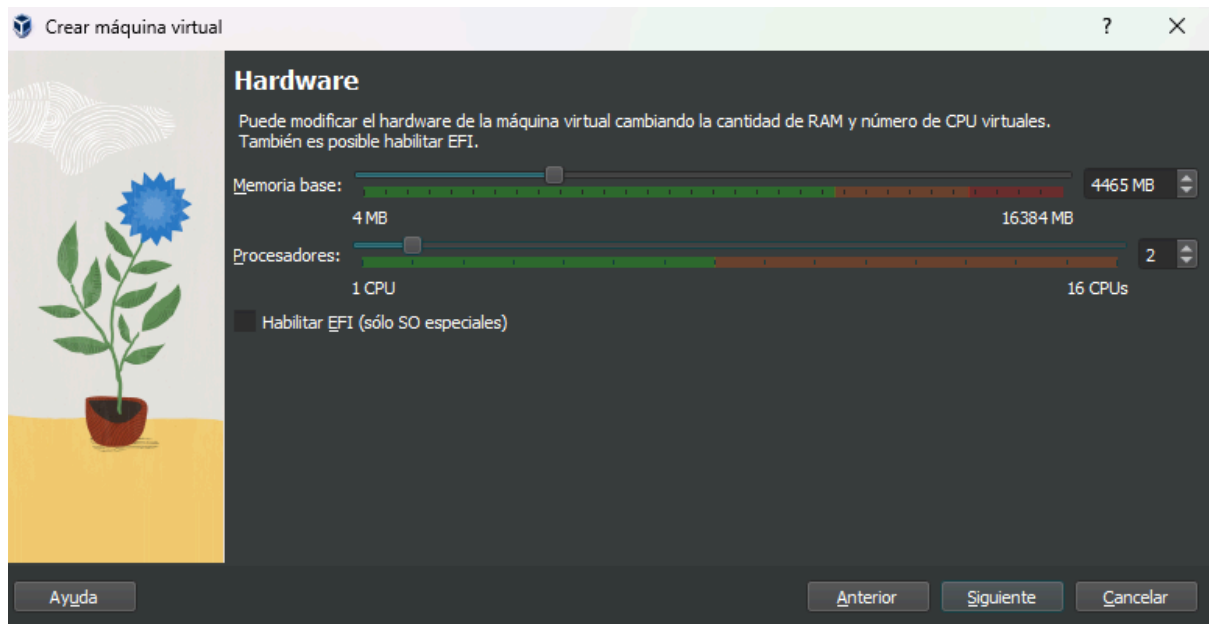 Crear máquina virtual
?
Hardware
Puede modificar el hardware de la máquina virtual cambiando la cantidad de RAM y número de CPU virtuales.
También es posible habilitar EFI.
Memoria base:
4465 MB
4 MB
16384 MB
Procesadores:
2
1 CPU
16 CPUs
Habilitar EFI (sólo SO especiales)
Ayuda
Anterior
Siguiente
Cancelar